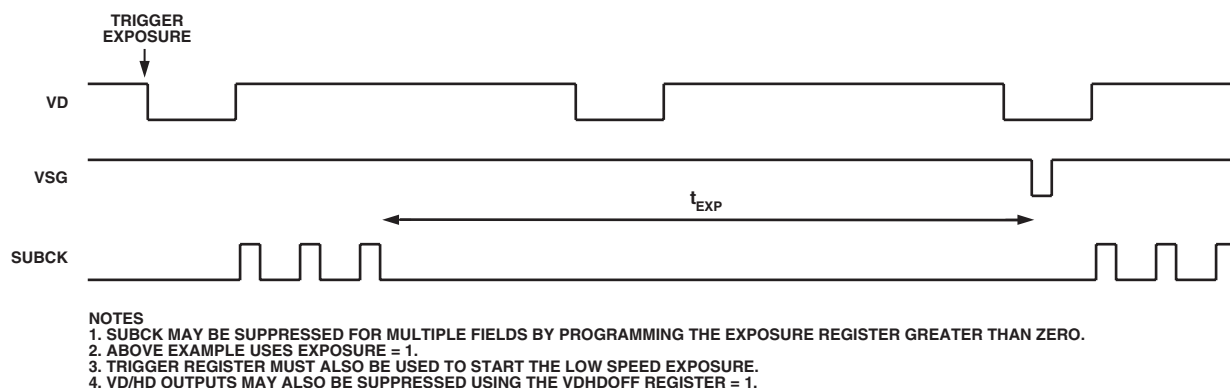 TRIGGER
EXPOSURE
VD
VSG
tEXP
SUBCK
NOTES
1. SUBCK MAY BE SUPPRESSED FOR MULTIPLE FIELDS BY PROGRAMMING THE EXPOSURE REGISTER GREATER THAN ZERO.
2. ABOVE EXAMPLE USES EXPOSURE = 1.
3. TRIGGER REGISTER MUST ALSO BE USED TO START THE LOW SPEED EXPOSURE.
4. VD/HD OUTPUTS MAY ALSO BE SUPPRESSED USING THE VDHDOFF REGISTER = 1.